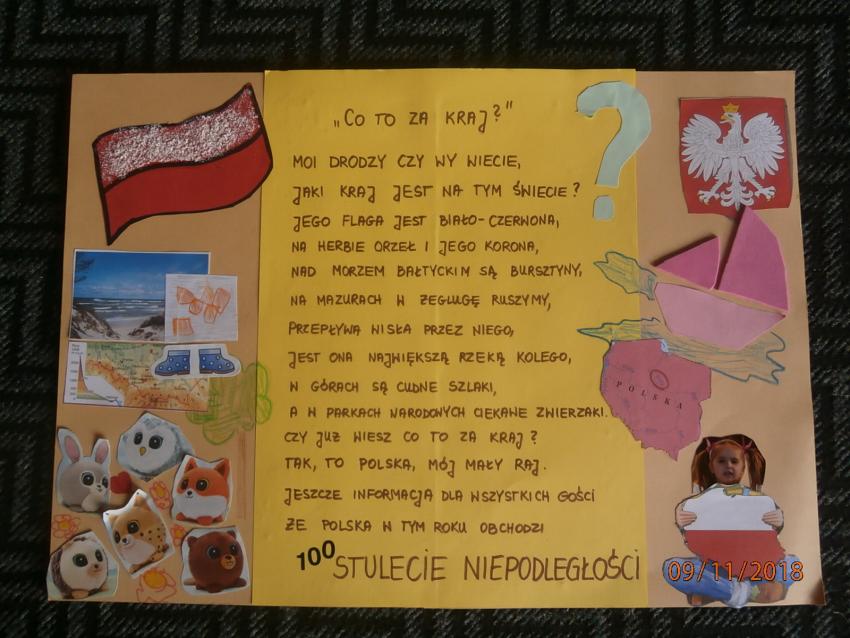 „CO TO ZA KRAJ?"
MOI DRODZY CZY WY WIECIE,
JAKI KRAJ JEST NA TYM ŚWIECIE?
JEGO FLAGA JEST BIAŁO-CZERWONA,
NA HERBIE ORZEŁ I JEGO KORONA,
NAD MORZEM BAŁTYCKIM SĄ BURSZTYNY,
NA MAZURACH W ŻEGLUGĘ RUSZYMY,
PRZEPŁYWA WISŁA PRZEZ NIEGO,
JEST ONA NAJWIĘKSZĄ RZEKĄ KOLEGO,
W GÓRACH SĄ CUDNE SZLAKI,
A W PARKACH NARODOWYCH CIEKAWE ZWIERZAKI.
CZY JUŻ WIESZ CO TO ZA KRAJ?
TAK, TO POLSKA, MÓJ MAŁY RAJ.
JESZCZE INFORMACJA DLA WSZYSTKICH GOŚCI
ŻE POLSKA W TYM ROKU OBCHODZI
100 STULECIE NIEPODLEGŁOŚCI
?
POLSKA
09/11/2018